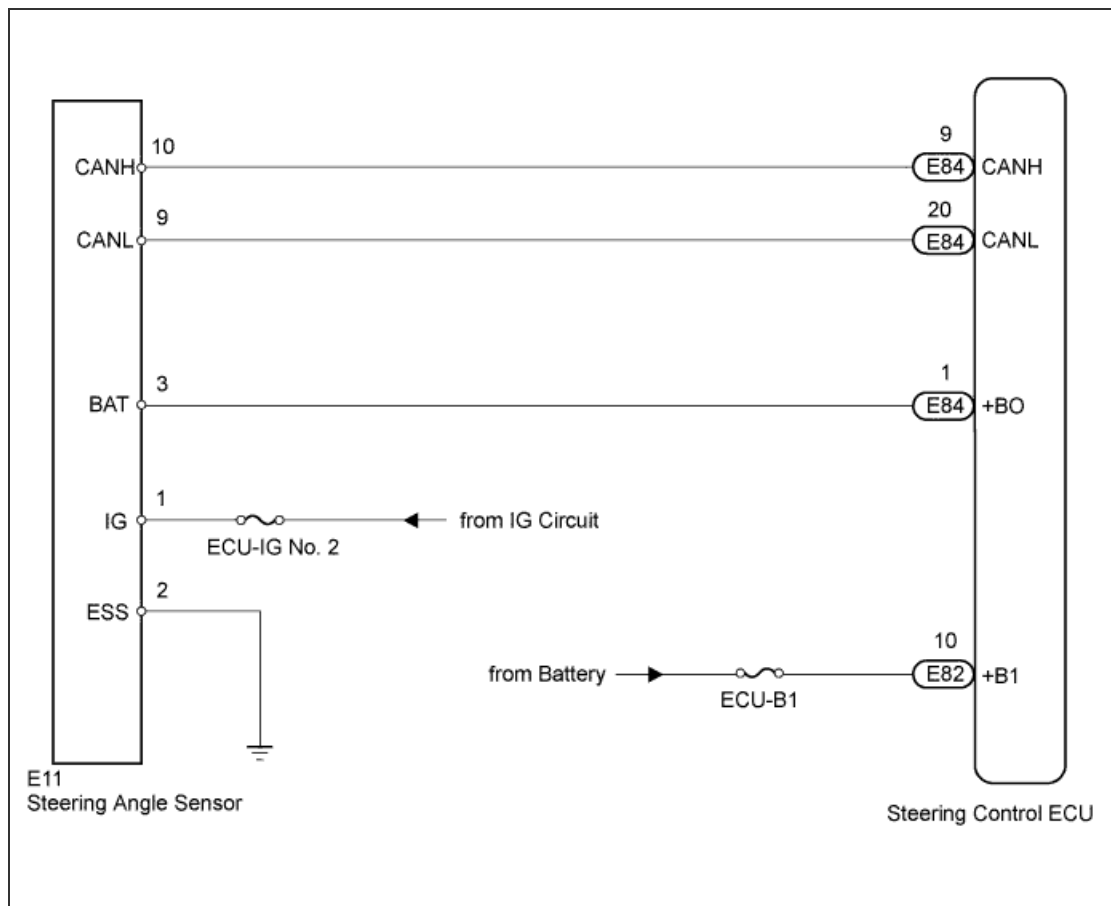 10
9
CANH
E84
CANH
9
20
CANL
E84
CANL
3
1
BAT
E84
+BO
1
IG
from IG Circuit
ECU-IG No. 2
2
ESS
10
from Battery
E82
+B1
ECU-B1
E11
Steering Angle Sensor
Steering Control ECU